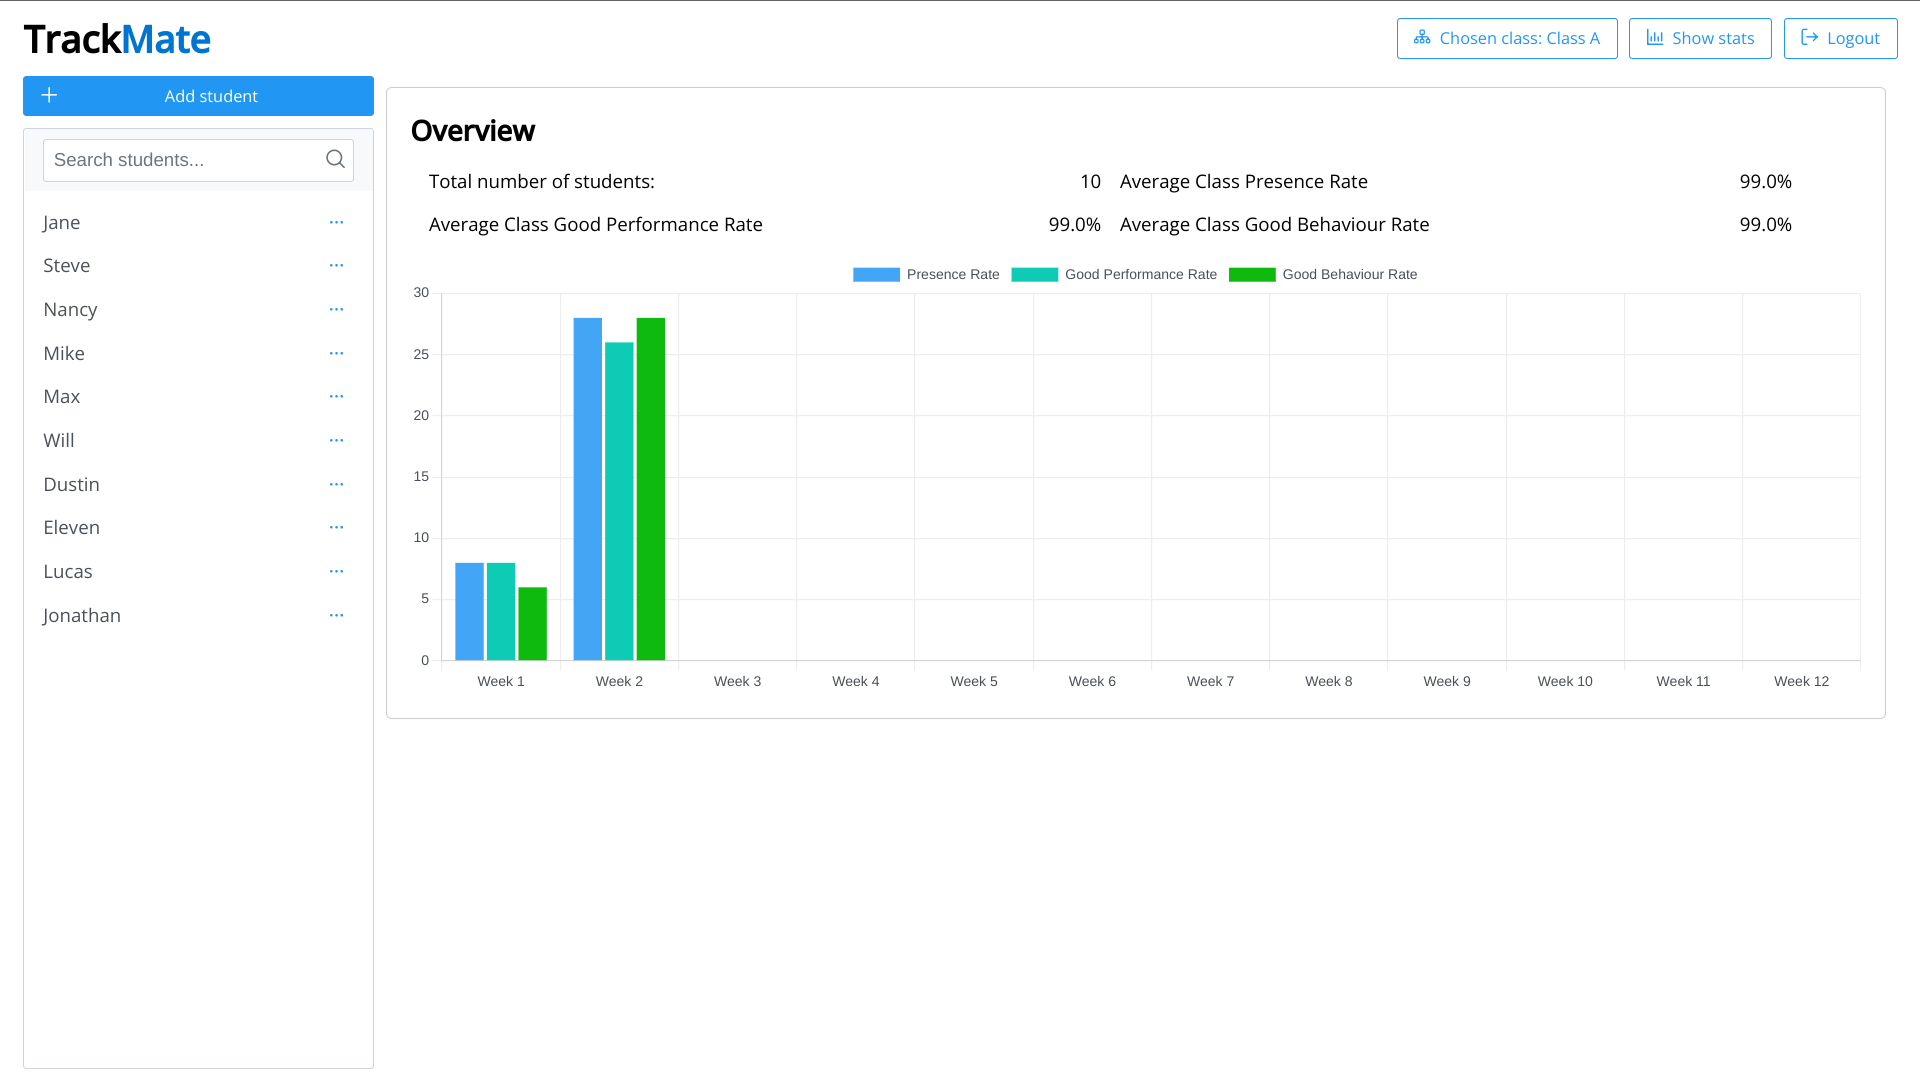 TrackMate
Chosen class: Class A
Show stats
Logout
Add student
Search students...
Jane
Steve
Nancy
Mike
Max
Will
Dustin
Eleven
Lucas
Jonathan
Overview
Total number of students: 10 Average Class Presence Rate 99.0%
Average Class Good Performance Rate 99.0% Average Class Good Behaviour Rate 99.0%
Presence Rate Good Performance Rate Good Behaviour Rate
30
25
20
15
10
5
0
Week 1 Week 2 Week 3 Week 4 Week 5 Week 6 Week 7 Week 8 Week 9 Week 10 Week 11 Week 12